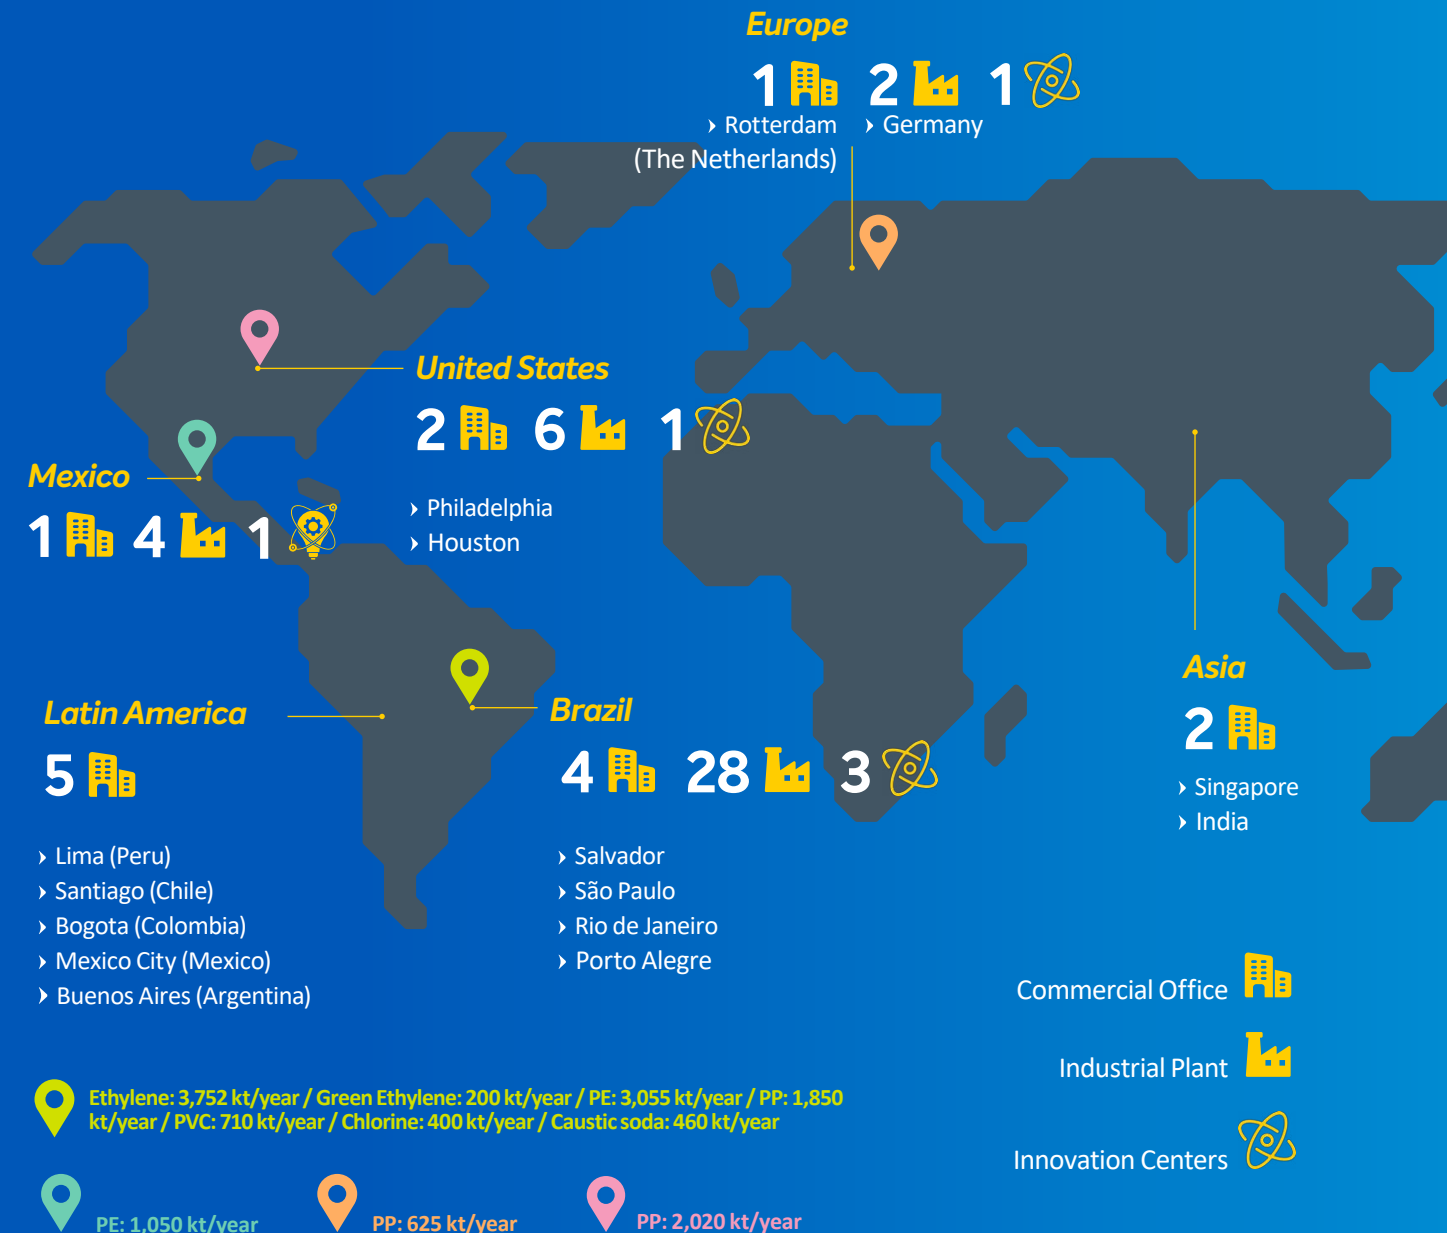 Europe
1 2 1
› Rotterdam
(The Netherlands)
› Germany
United States
2 6 1
› Philadelphia
› Houston
Mexico
1 4 1
Latin America
5
› Lima (Peru)
› Santiago (Chile)
› Bogota (Colombia)
› Mexico City (Mexico)
› Buenos Aires (Argentina)
Brazil
4 28 3
› Salvador
› São Paulo
› Rio de Janeiro
› Porto Alegre
Asia
2
› Singapore
› India
Commercial Office
Industrial Plant
Innovation Centers
Ethylene: 3,752 kt/year / Green Ethylene: 200 kt/year / PE: 3,055 kt/year / PP: 1,850
kt/year / PVC: 710 kt/year / Chlorine: 400 kt/year / Caustic soda: 460 kt/year
PE: 1,050 kt/year
PP: 625 kt/year
PP: 2,020 kt/year